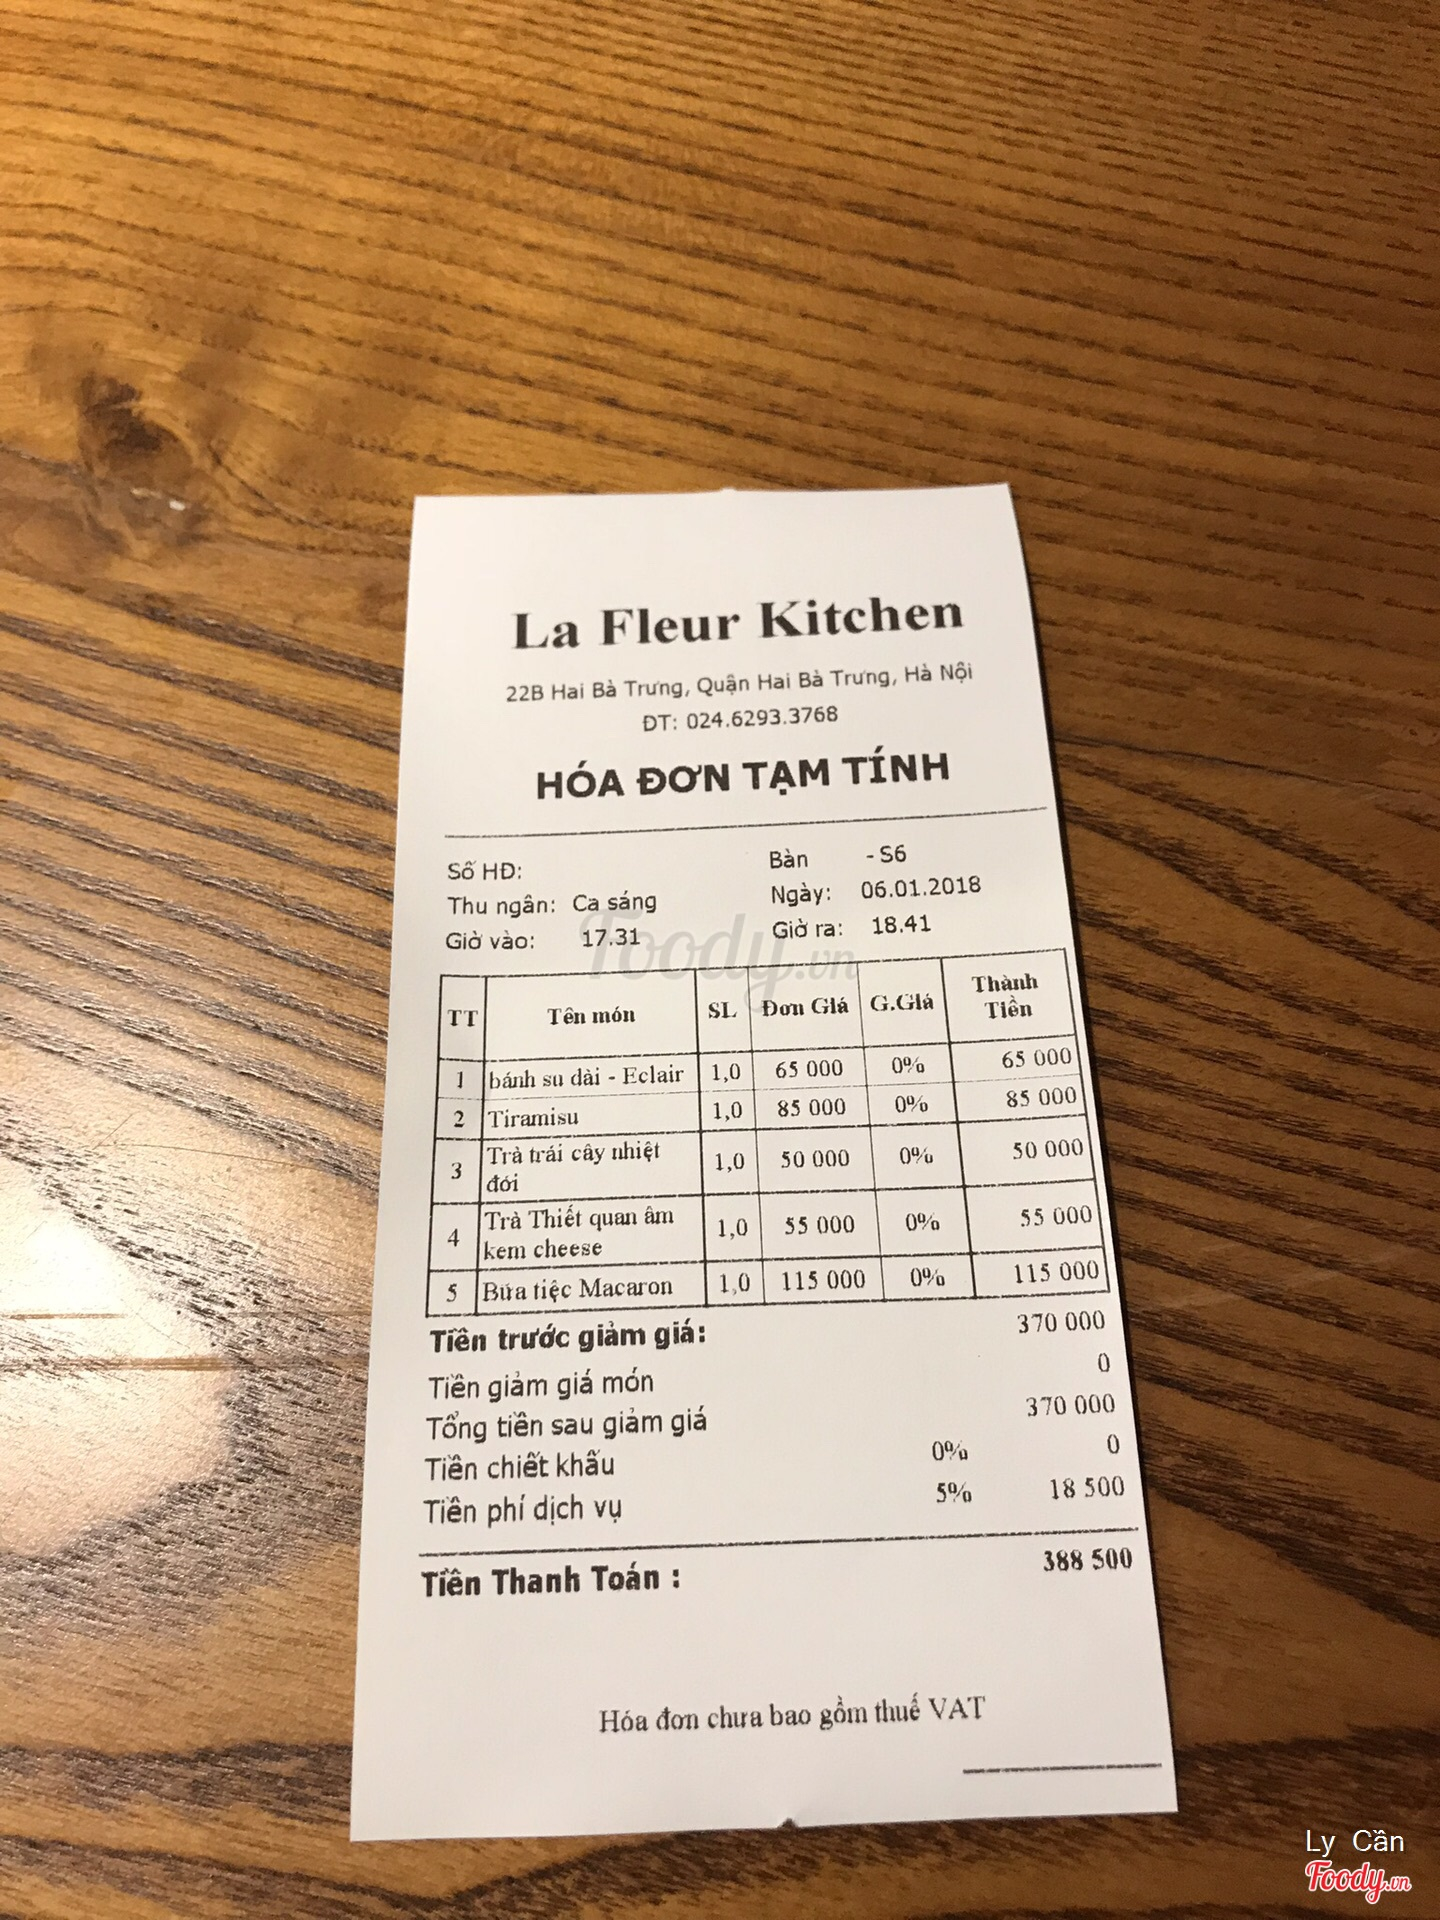 La Fleur Kitchen
22B Hai Bà Trưng, Quận Hai Bà Trưng, Hà Nội
ĐT: 024.6293.3768
HÓA ĐƠN TẠM TÍNH
Số HĐ: Bàn - S6
Thu ngân: Ca sáng Ngày: 06.01.2018
Giờ vào: 17.31 Giờ ra: 18.41
Foody.vn
TT Tên món SL Đơn Giá G.Giá Thành Tiền
1 bánh su dài - Eclair 1,0 65 000 0% 65 000
2 Tiramisu 1,0 85 000 0% 85 000
3 Trà trái cây nhiệt đới 1,0 50 000 0% 50 000
4 Trà Thiết quan âm kem cheese 1,0 55 000 0% 55 000
5 Bữa tiệc Macaron 1,0 115 000 0% 115 000
Tiền trước giảm giá: 370 000
Tiền giảm giá món 0
Tổng tiền sau giảm giá 370 000
Tiền chiết khấu 0% 0
Tiền phí dịch vụ 5% 18 500
Tiền Thanh Toán : 388 500
Hóa đơn chưa bao gồm thuế VAT
Ly Cần
Foody.vn